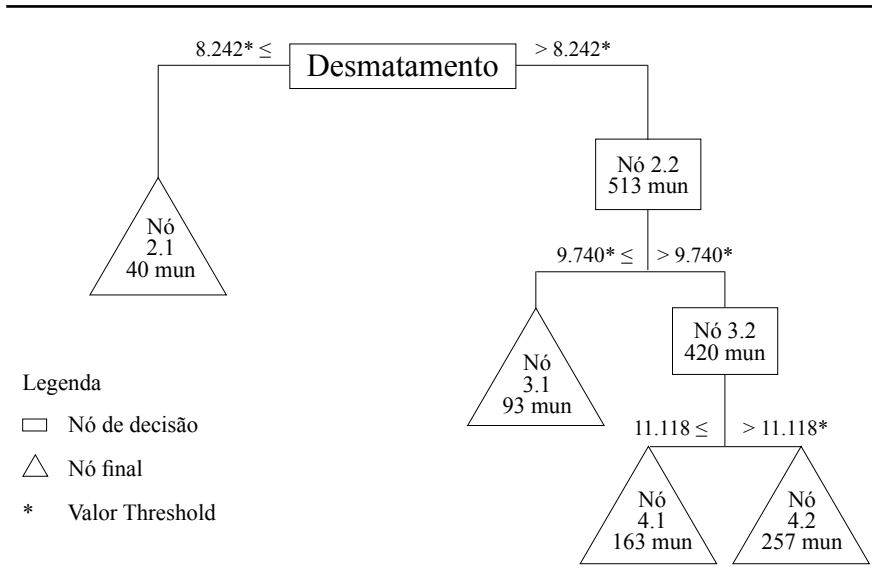 8.242* ≤
Desmatamento
> 8.242*
Nó 2.2
513 mun
Nó
2.1
40 mun
9.740* ≤
> 9.740*
Nó 3.2
420 mun
Nó
3.1
93 mun
11.118 ≤
> 11.118*
Nó
4.1
163 mun
Nó
4.2
257 mun
Legenda
Nó de decisão
Nó final
* Valor Threshold